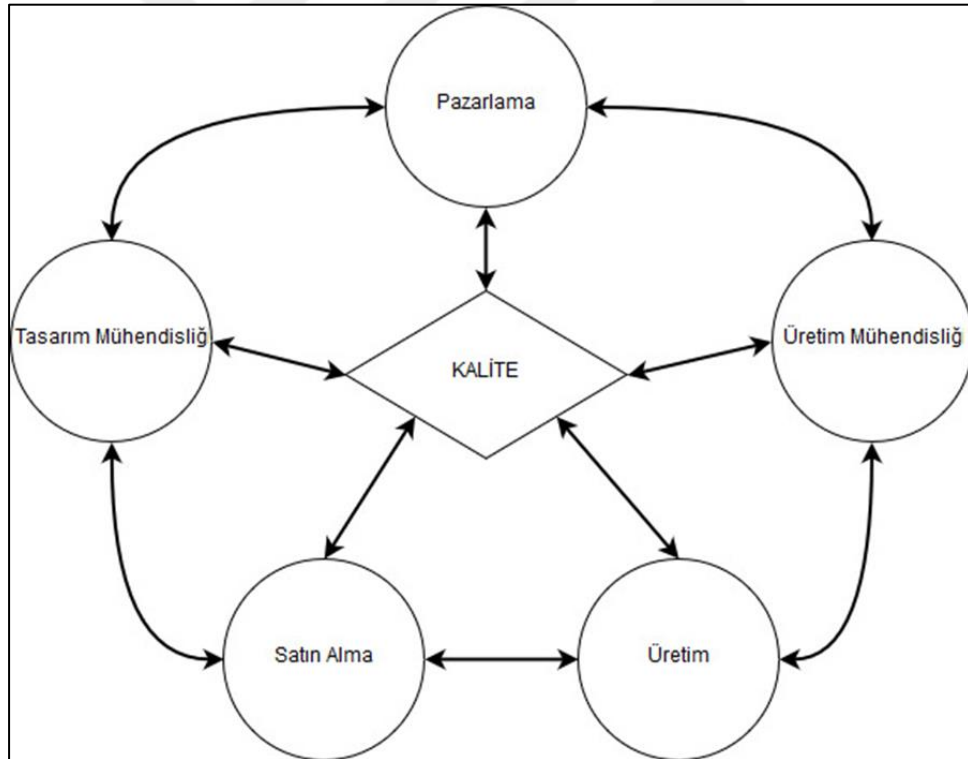 Pazarlama
Tasarım Mühendisliğ
KALİTE
Üretim Mühendisliğ
Satın Alma
Üretim